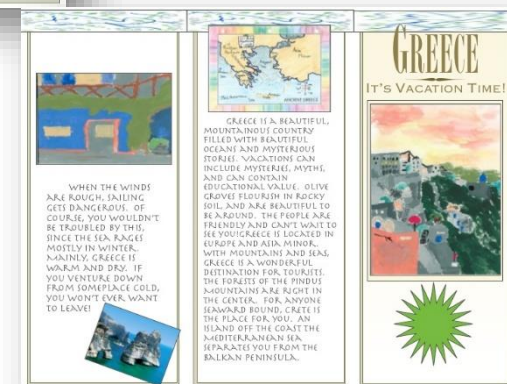 WHEN THE WINDS
ARE ROUGH, SAILING
GETS DANGEROUS. OF
COURSE, YOU WOULDN'T
BE TROUBLED BY THIS,
SINCE THE SEA RAGES
MOSTLY IN WINTER.
MAINLY, GREECE IS
WARM AND DRY. IF
YOU VENTURE DOWN
FROM SOMEPLACE COLD,
YOU WON'T EVER WANT
TO LEAVE!
ANCIENT GREECE
GREECE IS A BEAUTIFUL,
MOUNTAINOUS COUNTRY
FILLED WITH BEAUTIFUL
OCEANS AND MYSTERIOUS
STORIES. VACATIONS CAN
INCLUDE MYSTERIES, MYTHS,
AND CAN CONTAIN
EDUCATIONAL VALUE. OLIVE
GROVES FLOURISH IN ROCKY
SOIL, AND ARE BEAUTIFUL TO
BE AROUND. THE PEOPLE ARE
FRIENDLY AND CAN'T WAIT TO
SEE YOU!GREECE IS LOCATED IN
EUROPE AND ASIA MINOR.
WITH MOUNTAINS AND SEAS,
GREECE IS A WONDERFUL
DESTINATION FOR TOURISTS.
THE FORESTS OF THE PINDUS
MOUNTAINS ARE RIGHT IN
THE CENTER. FOR ANYONE
SEAWARD BOUND, CRETE IS
THE PLACE FOR YOU. AN
ISLAND OFF THE COAST THE
MEDITERRANEAN SEA
SEPARATES YOU FROM THE
BALKAN PENINSULA.
GREECE
IT'S VACATION TIME!